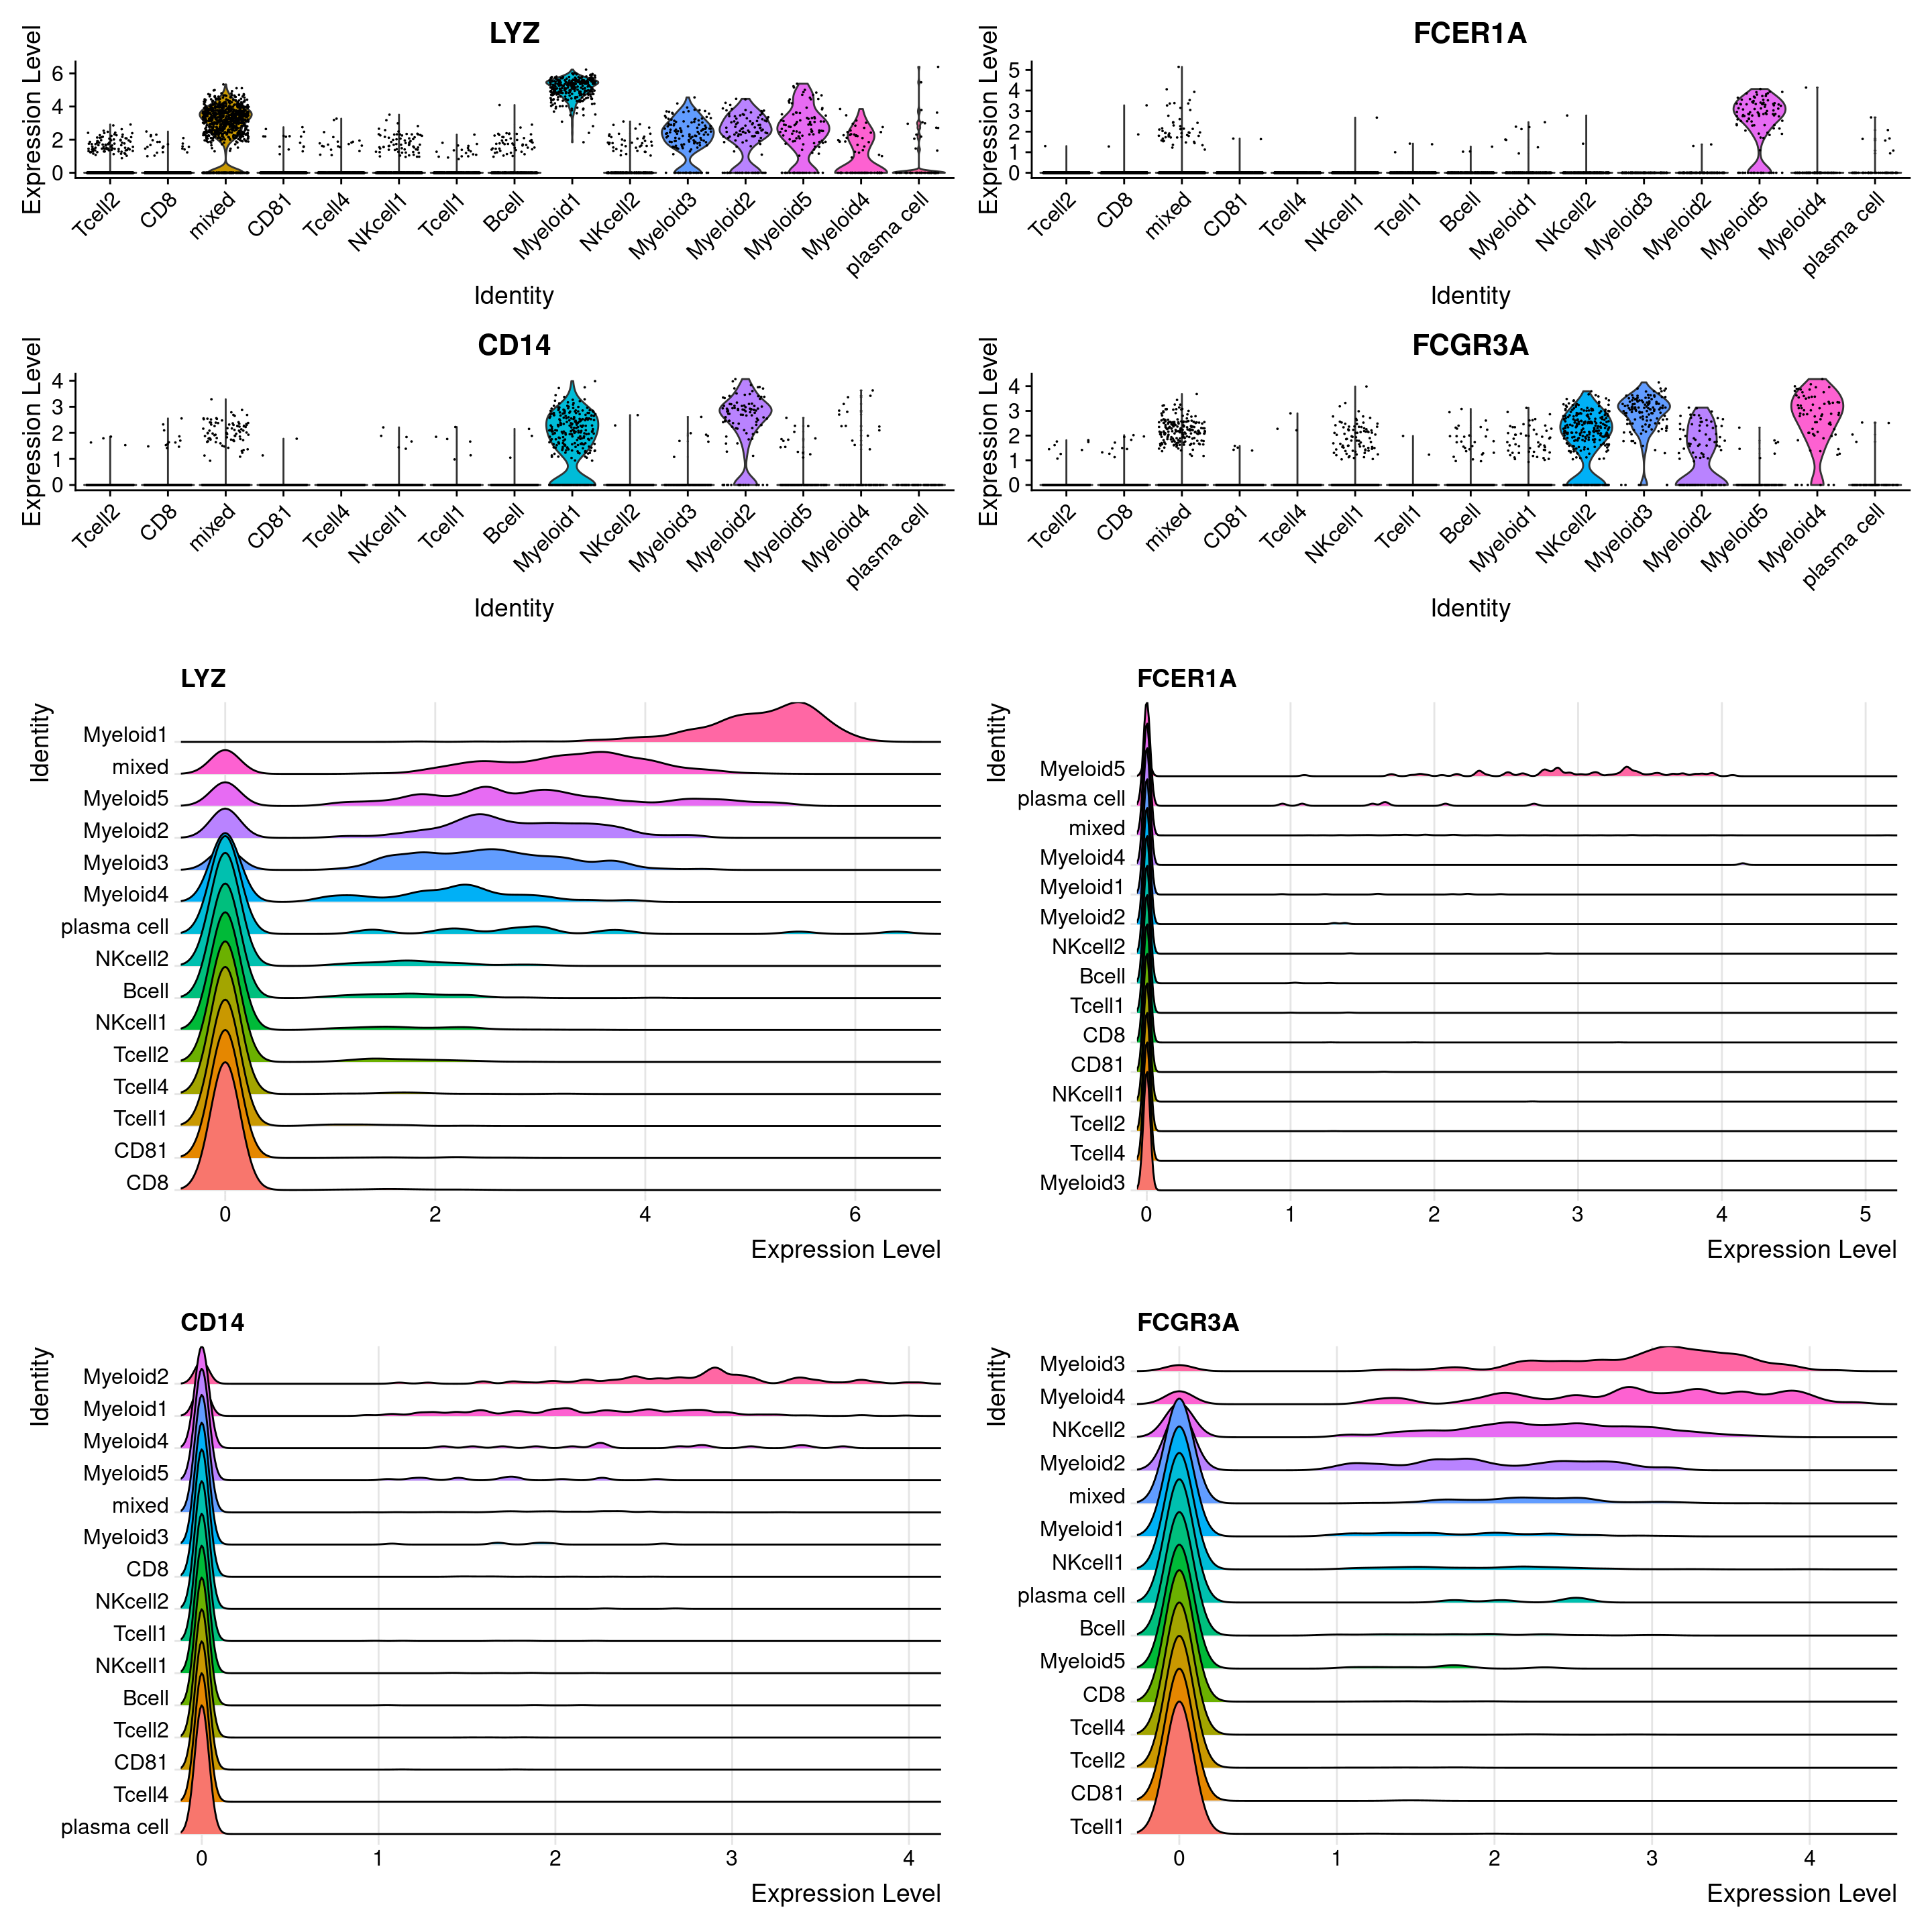 LYZ
Expression Level
6
4
2
0
Tcell2
CD8
mixed
CD81
Tcell4
NKcell1
Tcell1
Bcell
Myeloid1
NKcell2
Myeloid3
Myeloid2
Myeloid5
Myeloid4
plasma cell
Identity
FCER1A
Expression Level
5
4
3
2
1
0
Tcell2
CD8
mixed
CD81
Tcell4
NKcell1
Tcell1
Bcell
Myeloid1
NKcell2
Myeloid3
Myeloid2
Myeloid5
Myeloid4
plasma cell
Identity
CD14
Expression Level
4
3
2
1
0
Tcell2
CD8
mixed
CD81
Tcell4
NKcell1
Tcell1
Bcell
Myeloid1
NKcell2
Myeloid3
Myeloid2
Myeloid5
Myeloid4
plasma cell
Identity
FCGR3A
Expression Level
4
3
2
1
0
Tcell2
CD8
mixed
CD81
Tcell4
NKcell1
Tcell1
Bcell
Myeloid1
NKcell2
Myeloid3
Myeloid2
Myeloid5
Myeloid4
plasma cell
Identity
LYZ
Identity
Myeloid1
mixed
Myeloid5
Myeloid2
Myeloid3
Myeloid4
plasma cell
NKcell2
Bcell
NKcell1
Tcell2
Tcell4
Tcell1
CD81
CD8
0 2 4 6
Expression Level
FCER1A
Identity
Myeloid5
plasma cell
mixed
Myeloid4
Myeloid1
Myeloid2
NKcell2
Bcell
Tcell1
CD8
CD81
NKcell1
Tcell2
Tcell4
Myeloid3
0 1 2 3 4 5
Expression Level
CD14
Identity
Myeloid2
Myeloid1
Myeloid4
Myeloid5
mixed
Myeloid3
CD8
NKcell2
Tcell1
NKcell1
Bcell
Tcell2
CD81
Tcell4
plasma cell
0 1 2 3 4
Expression Level
FCGR3A
Identity
Myeloid3
Myeloid4
NKcell2
Myeloid2
mixed
Myeloid1
NKcell1
plasma cell
Bcell
Myeloid5
CD8
Tcell4
Tcell2
CD81
Tcell1
0 1 2 3 4
Expression Level